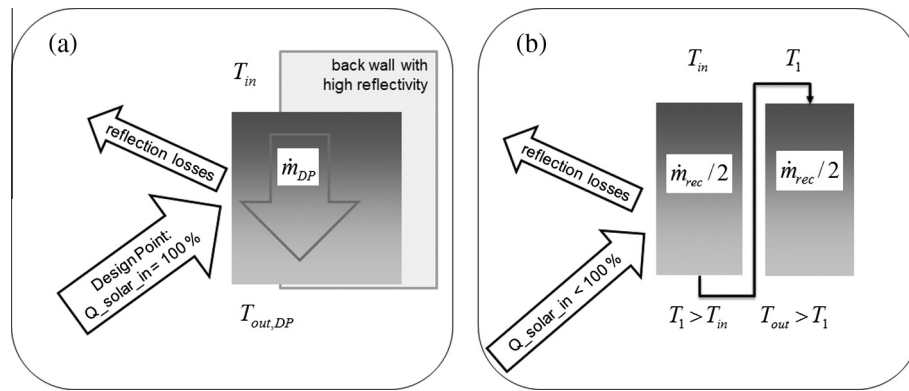 (a)
T_in
back wall with
high reflectivity
reflection losses
ṁ_DP
Design Point:
Q_solar_in = 100 %
T_out,DP
(b)
T_in
T_1
reflection losses
ṁ_rec / 2
ṁ_rec / 2
Q_solar_in < 100 %
T_1 > T_in
T_out > T_1